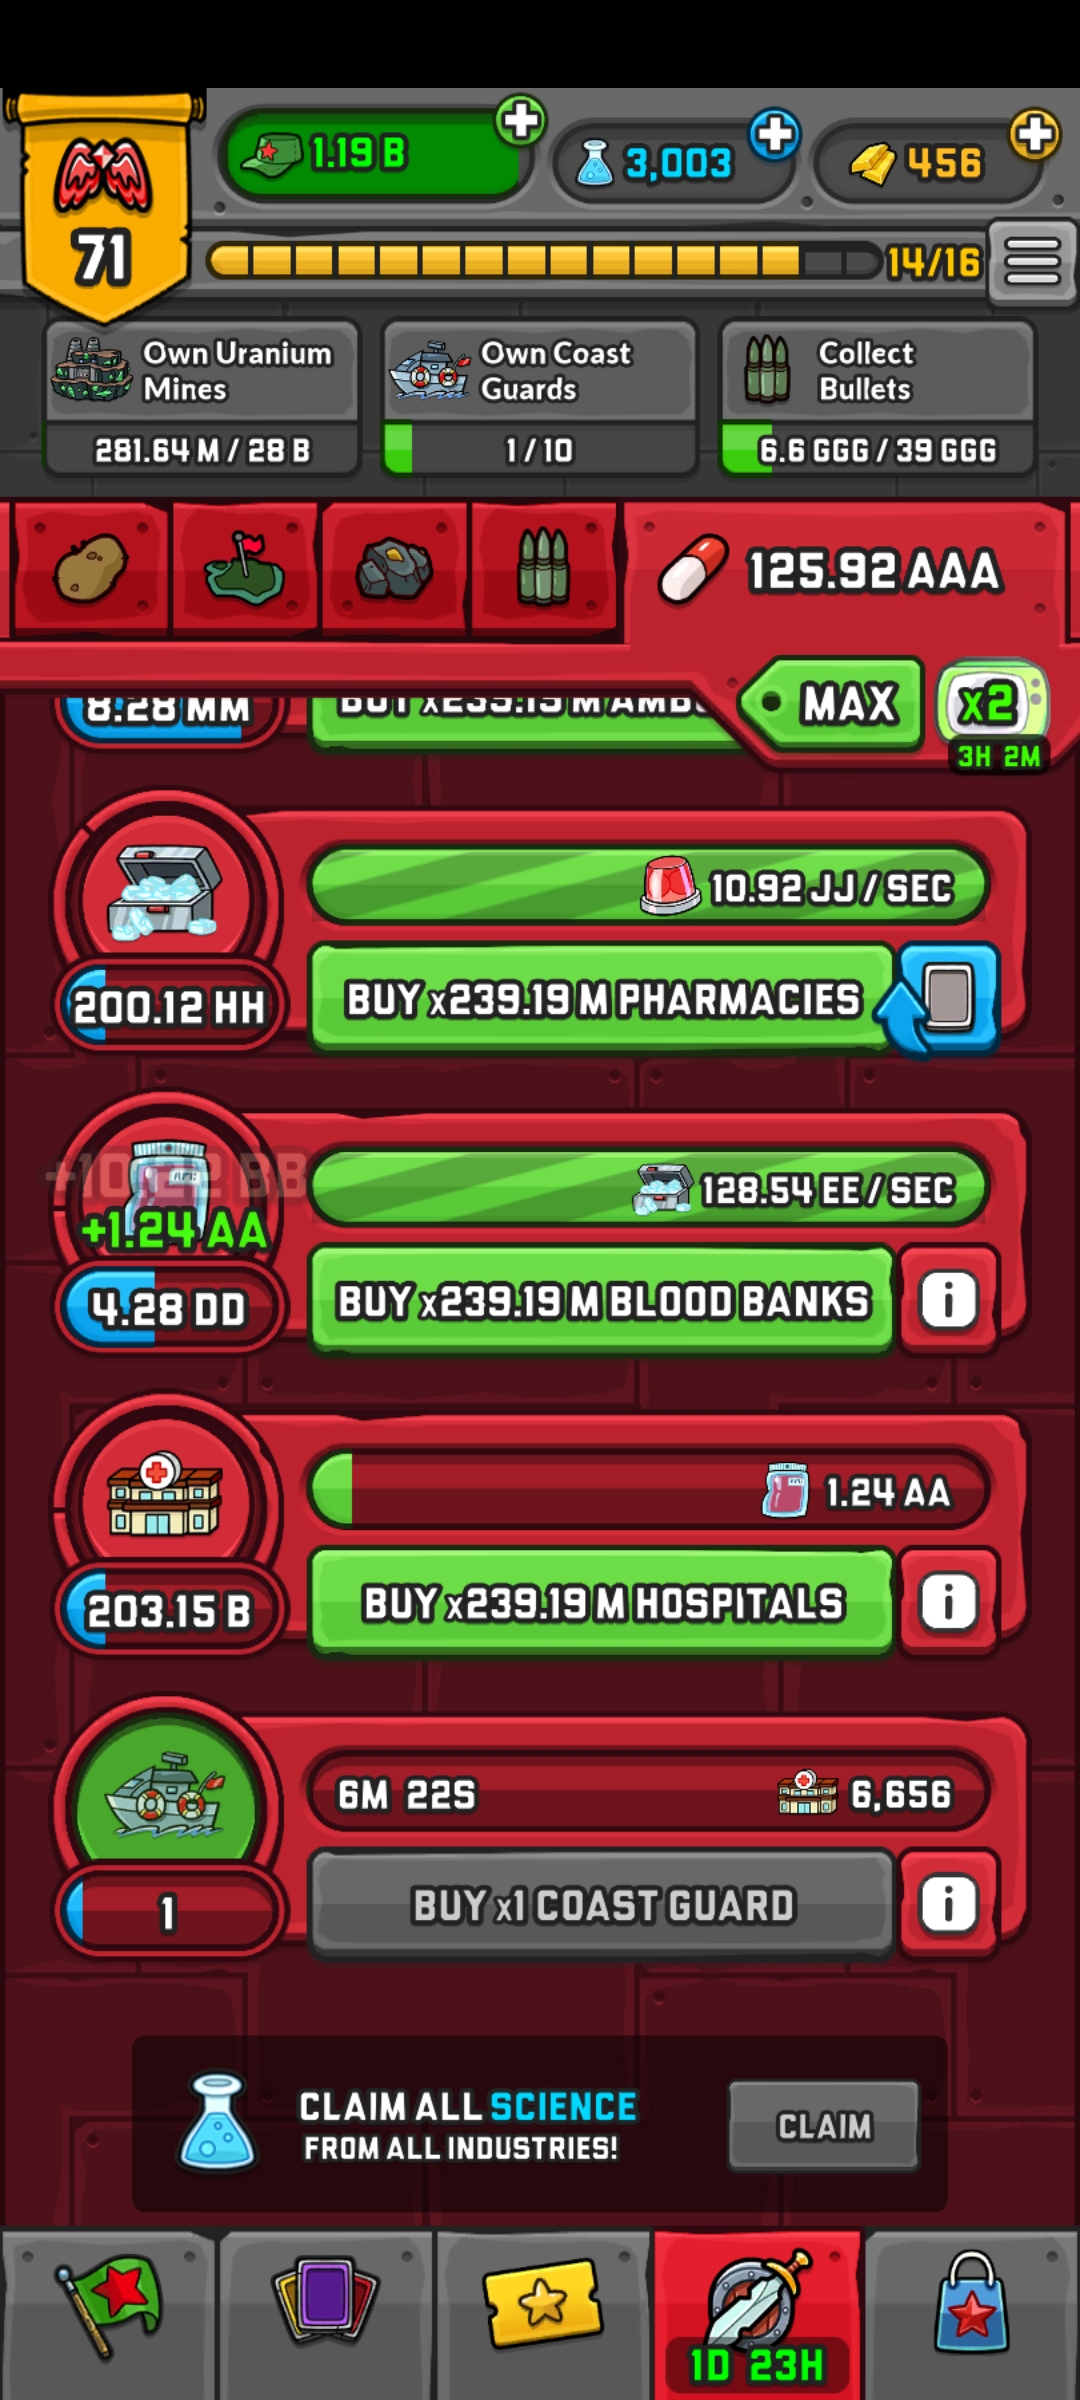 1.19 B
3,003
456
71
14/16
Own Uranium
Mines
281.64 M / 28 B
Own Coast
Guards
1 / 10
Collect
Bullets
6.6 GGG / 39 GGG
125.92 AAA
MAX
x2
3H 2M
8.28 MM
BUY x239.19 M
10.92 JJ / SEC
200.12 HH
BUY x239.19 M PHARMACIES
+10.22 BB
+1.24 AA
128.54 EE / SEC
4.28 DD
BUY x239.19 M BLOOD BANKS
i
1.24 AA
203.15 B
BUY x239.19 M HOSPITALS
i
6M 22S
6,656
1
BUY x1 COAST GUARD
i
CLAIM ALL SCIENCE
FROM ALL INDUSTRIES!
CLAIM
1D 23H